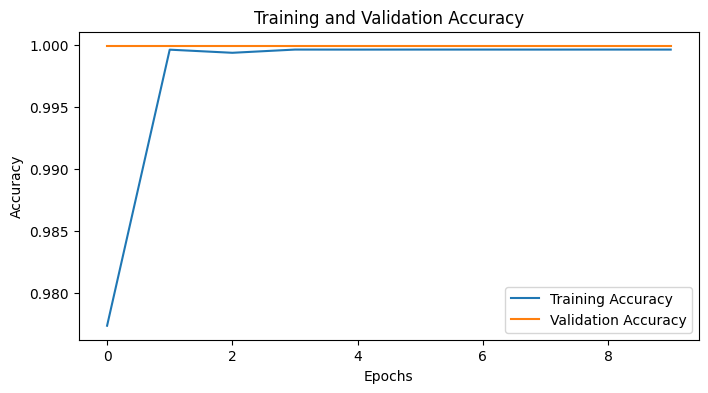 Training and Validation Accuracy
1.000
0.995
0.990
0.985
0.980
Accuracy
Training Accuracy
Validation Accuracy
0 2 4 6 8
Epochs